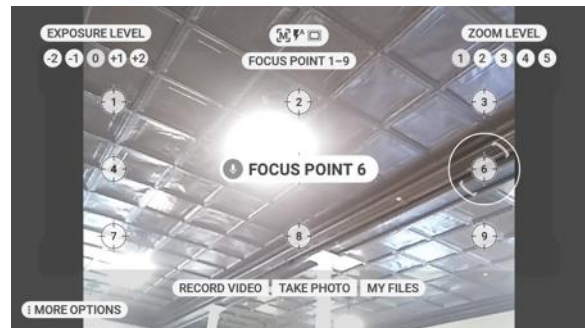 EXPOSURE LEVEL
-2 -1 0 +1 +2
M A
FOCUS POINT 1–9
ZOOM LEVEL
1 2 3 4 5
1 2 3
4 FOCUS POINT 6 6
7 8 9
RECORD VIDEO TAKE PHOTO MY FILES
MORE OPTIONS